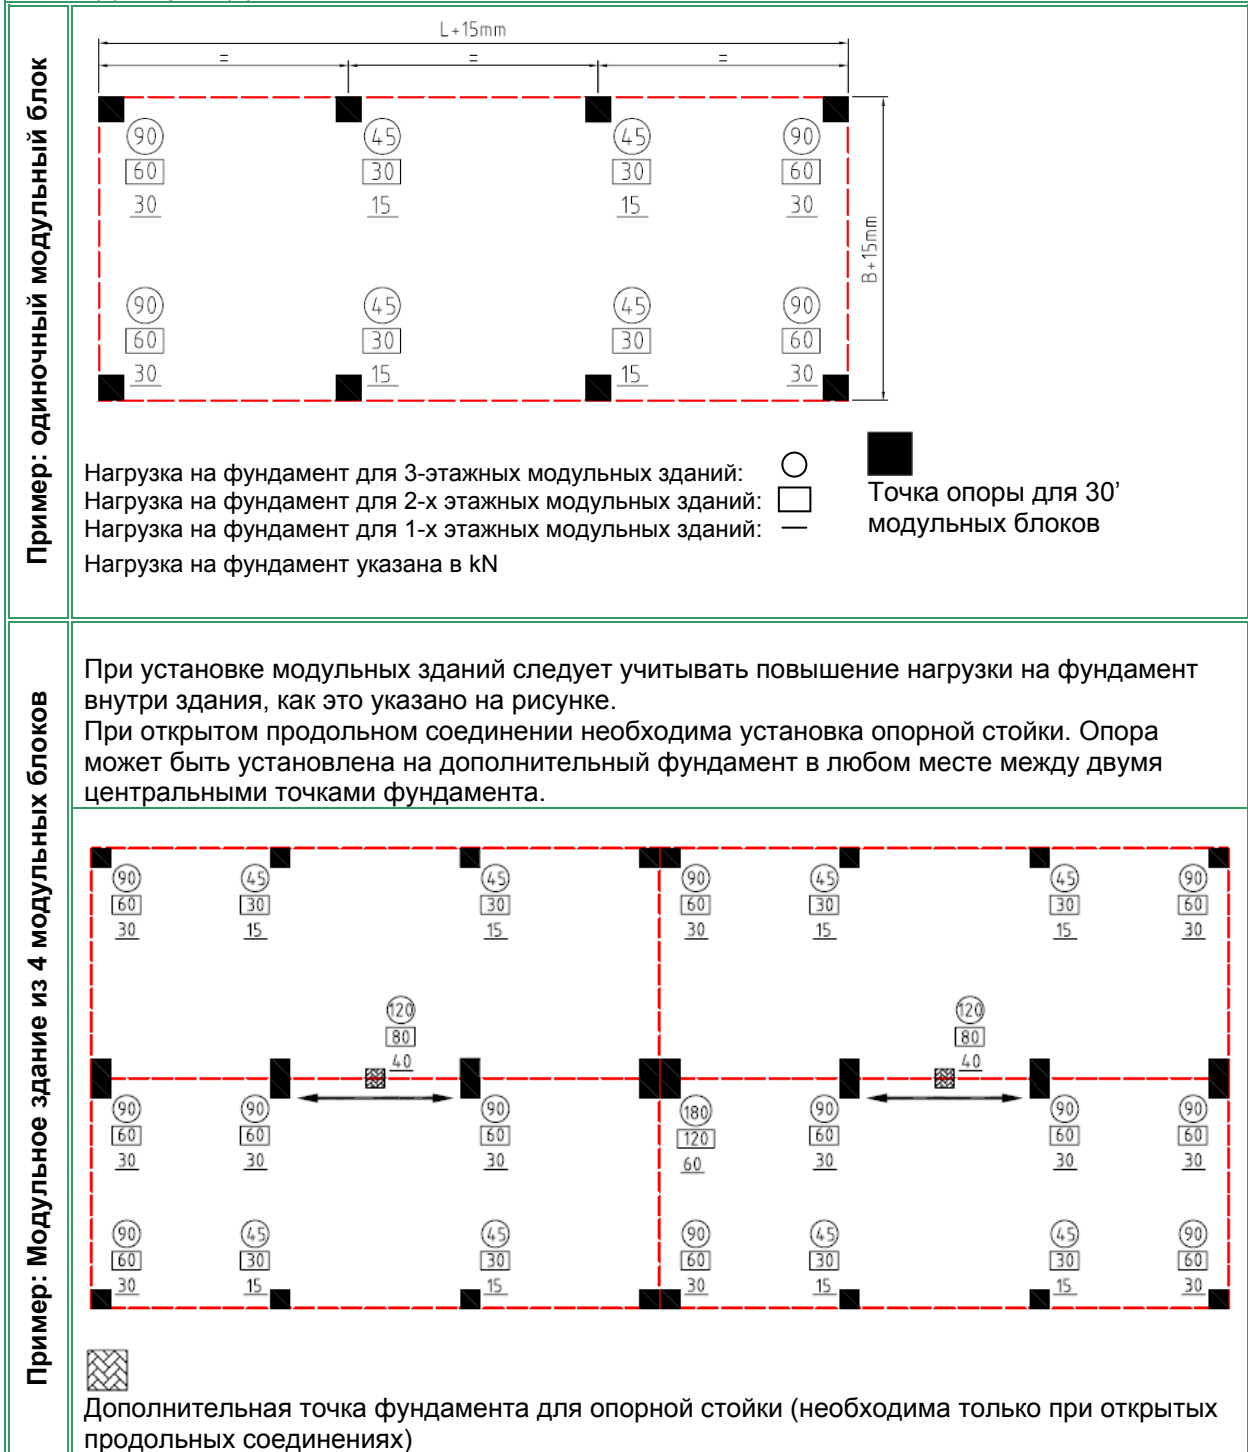 Пример: одиночный модульный блок
L+15mm
= = =
90 45 45 90
60 30 30 60
30 15 15 30
B+15mm
90 45 45 90
60 30 30 60
30 15 15 30
Нагрузка на фундамент для 3-этажных модульных зданий:
Нагрузка на фундамент для 2-х этажных модульных зданий:
Нагрузка на фундамент для 1-х этажных модульных зданий:
Нагрузка на фундамент указана в kN
Точка опоры для 30’
модульных блоков
Пример: Модульное здание из 4 модульных блоков
При установке модульных зданий следует учитывать повышение нагрузки на фундамент
внутри здания, как это указано на рисунке.
При открытом продольном соединении необходима установка опорной стойки. Опора
может быть установлена на дополнительный фундамент в любом месте между двумя
центральными точками фундамента.
90 45 45 90 45 45 90
60 30 30 60 30 30 60
30 15 15 30 15 15 30
120 120
80 80
40 40
90 90 90 180 90 90 90
60 60 60 120 60 60 60
30 30 30 60 30 30 30
90 45 45 90 45 45 90
60 30 30 60 30 30 60
30 15 15 30 15 15 30
Дополнительная точка фундамента для опорной стойки (необходима только при открытых
продольных соединениях)